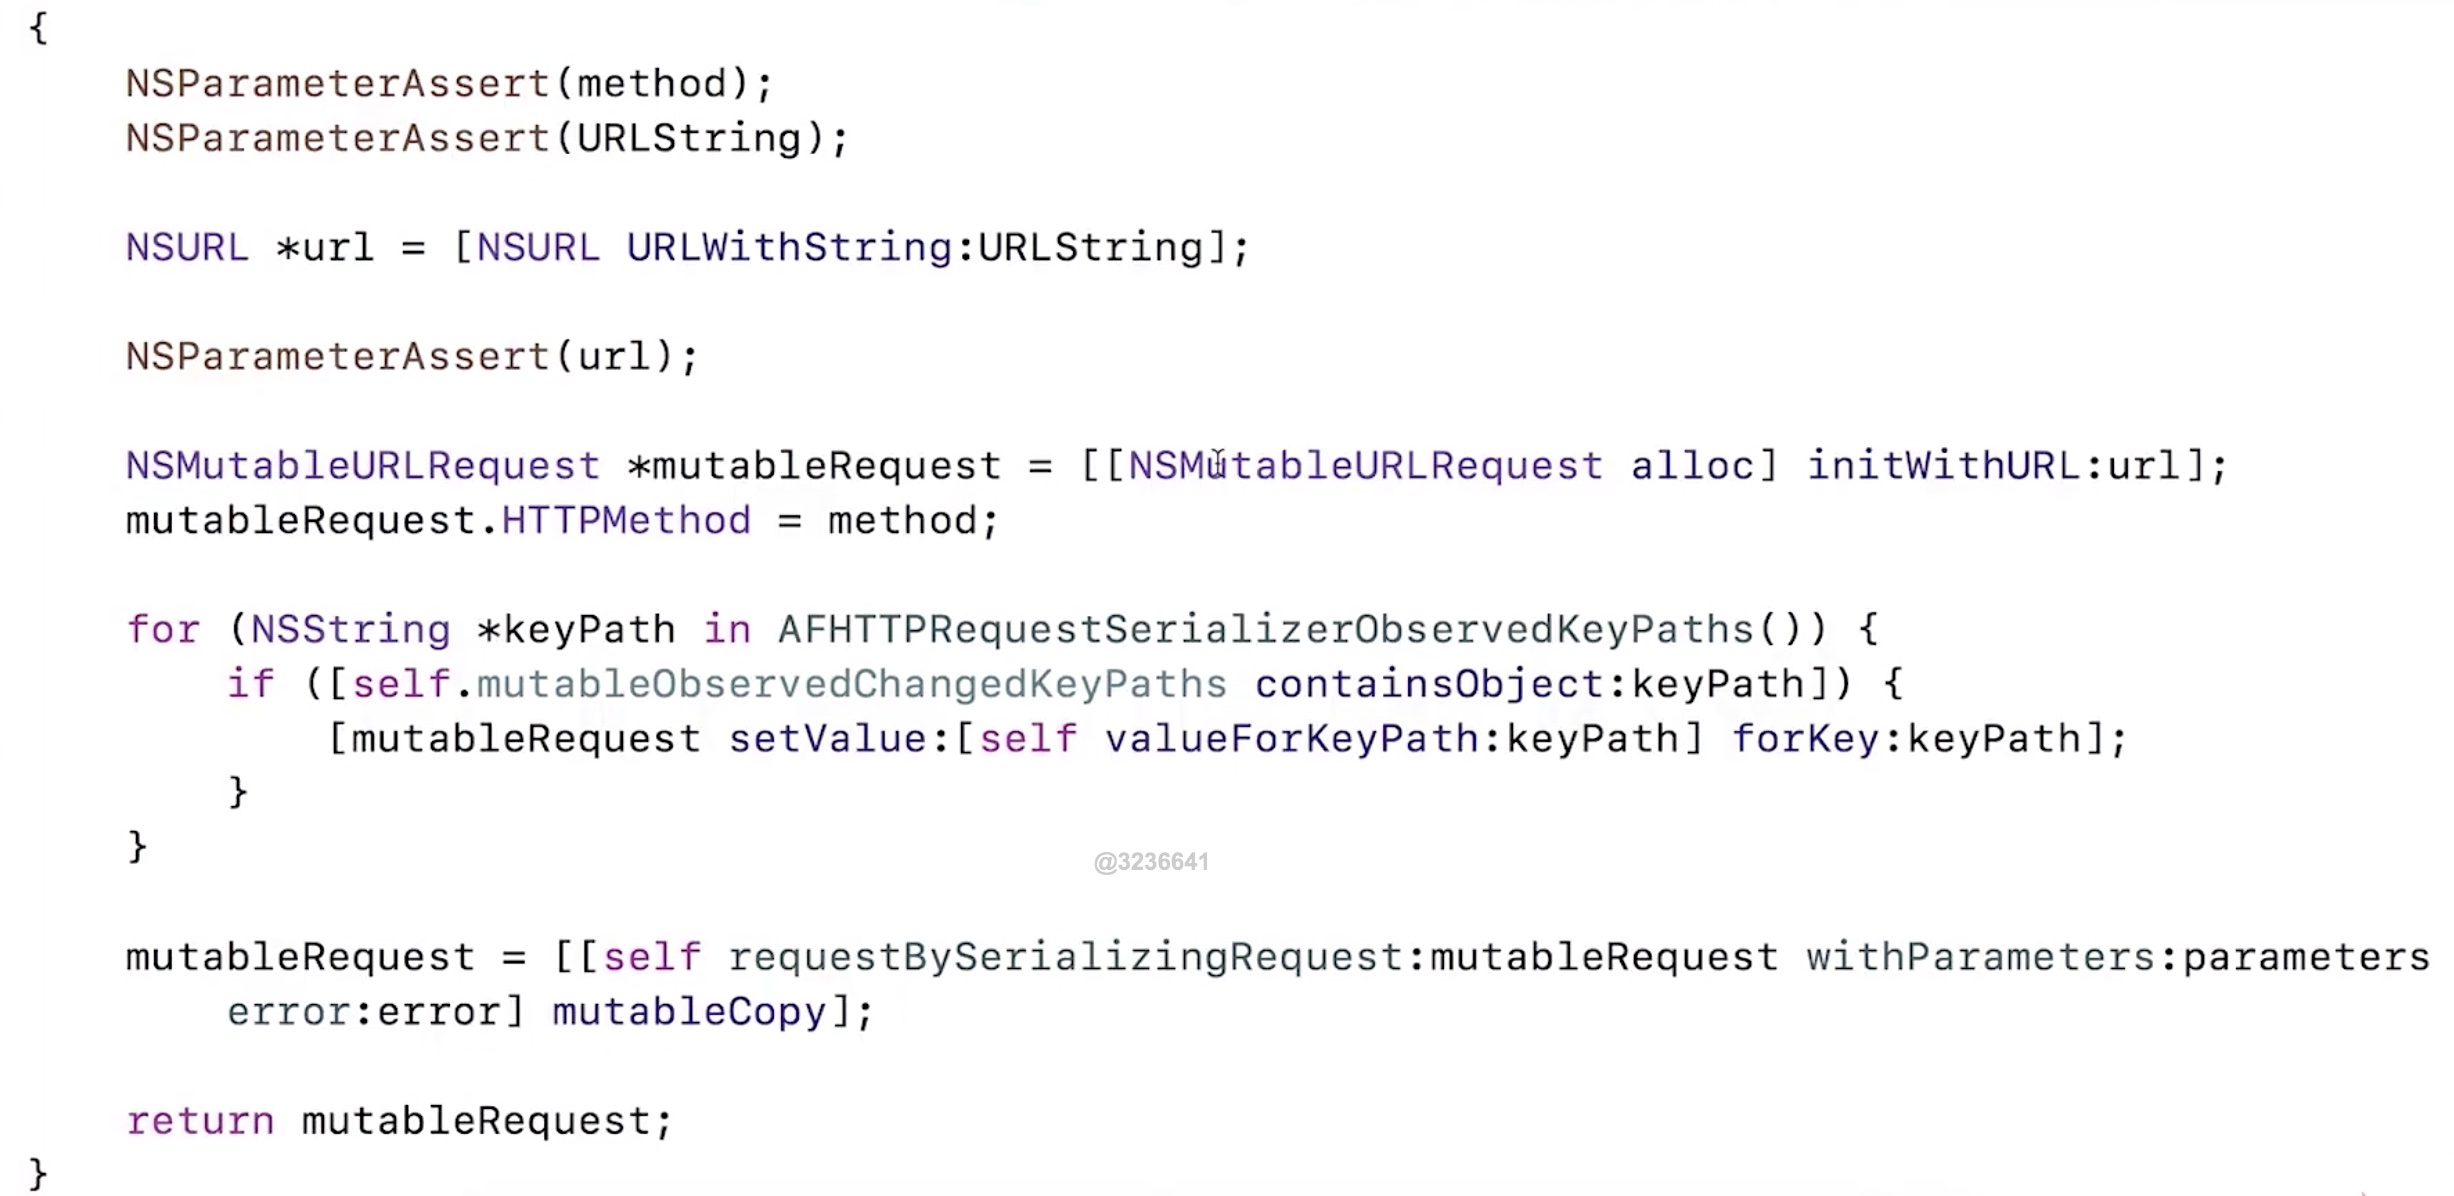 {
    NSParameterAssert(method);
    NSParameterAssert(URLString);
    NSURL *url = [NSURL URLWithString:URLString];
    NSParameterAssert(url);
    NSMutableURLRequest *mutableRequest = [[NSMutableURLRequest alloc] initWithURL:url];
    mutableRequest.HTTPMethod = method;
    for (NSString *keyPath in AFHTTPRequestSerializerObservedKeyPaths()) {
        if ([self.mutableObservedChangedKeyPaths containsObject:keyPath]) {
            [mutableRequest setValue:[self valueForKeyPath:keyPath] forKey:keyPath];
        }
    }
@3236641
    mutableRequest = [[self requestBySerializingRequest:mutableRequest withParameters:parameters
        error:error] mutableCopy];
    return mutableRequest;
}